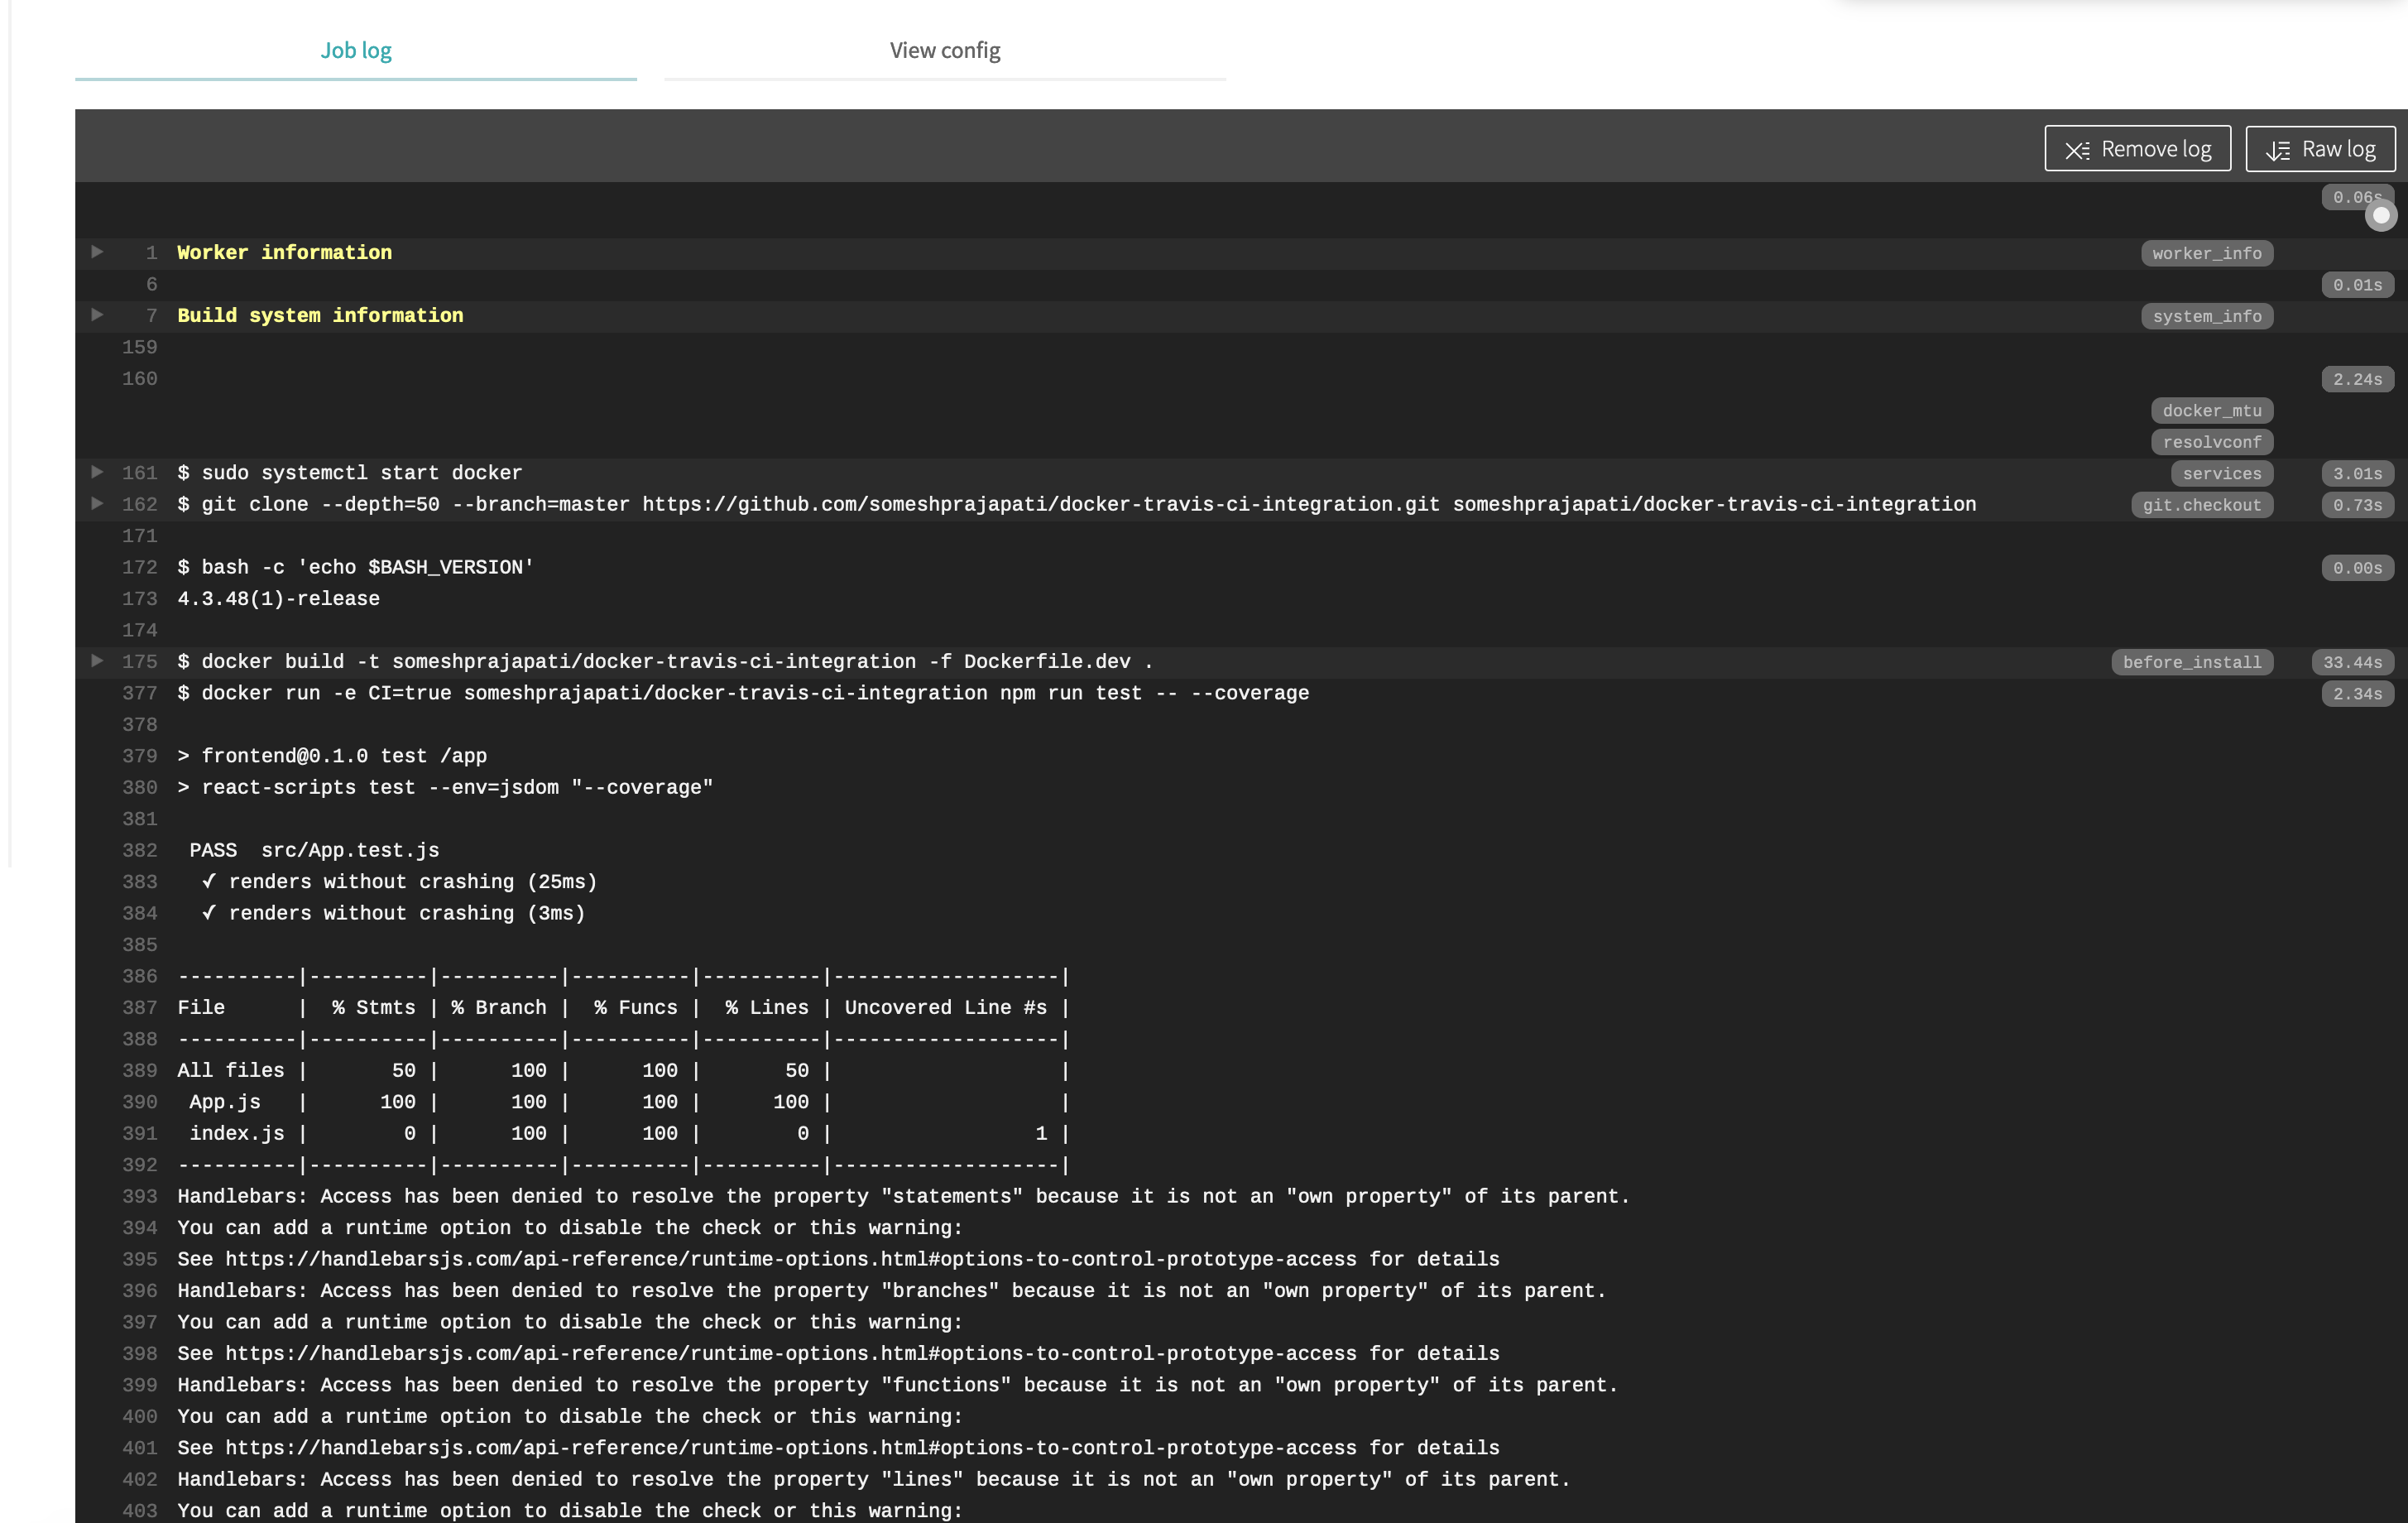 Job log View config
Remove log Raw log
0.06s
1 Worker information worker_info
6 0.01s
7 Build system information system_info
159
160 2.24s
docker_mtu
resolvconf
161 $ sudo systemctl start docker services 3.01s
162 $ git clone --depth=50 --branch=master https://github.com/someshprajapati/docker-travis-ci-integration.git someshprajapati/docker-travis-ci-integration git.checkout 0.73s
171
172 $ bash -c 'echo $BASH_VERSION' 0.00s
173 4.3.48(1)-release
174
175 $ docker build -t someshprajapati/docker-travis-ci-integration -f Dockerfile.dev . before_install 33.44s
377 $ docker run -e CI=true someshprajapati/docker-travis-ci-integration npm run test -- --coverage 2.34s
378
379 > frontend@0.1.0 test /app
380 > react-scripts test --env=jsdom "--coverage"
381
382 PASS src/App.test.js
383 ✓ renders without crashing (25ms)
384 ✓ renders without crashing (3ms)
385
386 ----------|----------|----------|----------|----------|-------------------|
387 File | % Stmts | % Branch | % Funcs | % Lines | Uncovered Line #s |
388 ----------|----------|----------|----------|----------|-------------------|
389 All files | 50 | 100 | 100 | 50 | |
390 App.js | 100 | 100 | 100 | 100 | |
391 index.js | 0 | 100 | 100 | 0 | 1 |
392 ----------|----------|----------|----------|----------|-------------------|
393 Handlebars: Access has been denied to resolve the property "statements" because it is not an "own property" of its parent.
394 You can add a runtime option to disable the check or this warning:
395 See https://handlebarsjs.com/api-reference/runtime-options.html#options-to-control-prototype-access for details
396 Handlebars: Access has been denied to resolve the property "branches" because it is not an "own property" of its parent.
397 You can add a runtime option to disable the check or this warning:
398 See https://handlebarsjs.com/api-reference/runtime-options.html#options-to-control-prototype-access for details
399 Handlebars: Access has been denied to resolve the property "functions" because it is not an "own property" of its parent.
400 You can add a runtime option to disable the check or this warning:
401 See https://handlebarsjs.com/api-reference/runtime-options.html#options-to-control-prototype-access for details
402 Handlebars: Access has been denied to resolve the property "lines" because it is not an "own property" of its parent.
403 You can add a runtime option to disable the check or this warning: